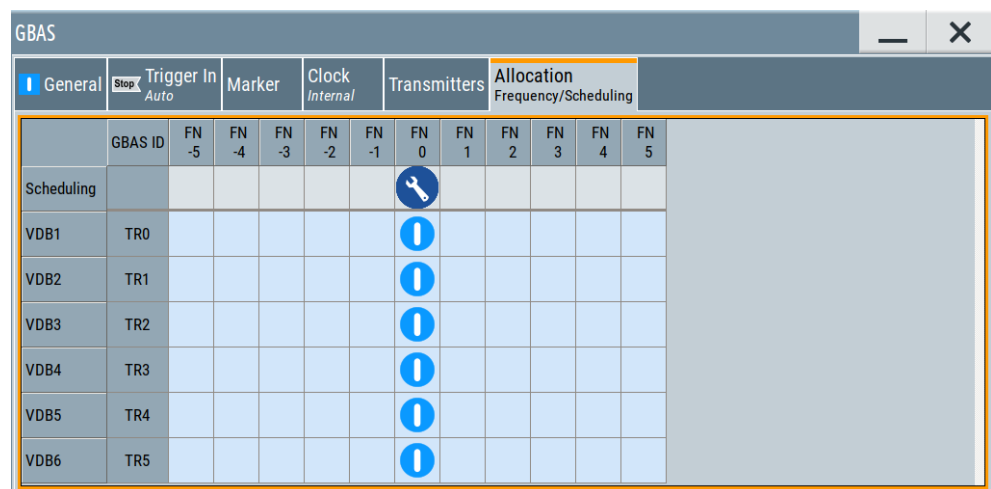 GBAS
General
Stop Trigger In
Auto
Marker
Clock
Internal
Transmitters
Allocation
Frequency/Scheduling
GBAS ID FN -5 FN -4 FN -3 FN -2 FN -1 FN 0 FN 1 FN 2 FN 3 FN 4 FN 5
Scheduling
VDB1 TR0
VDB2 TR1
VDB3 TR2
VDB4 TR3
VDB5 TR4
VDB6 TR5